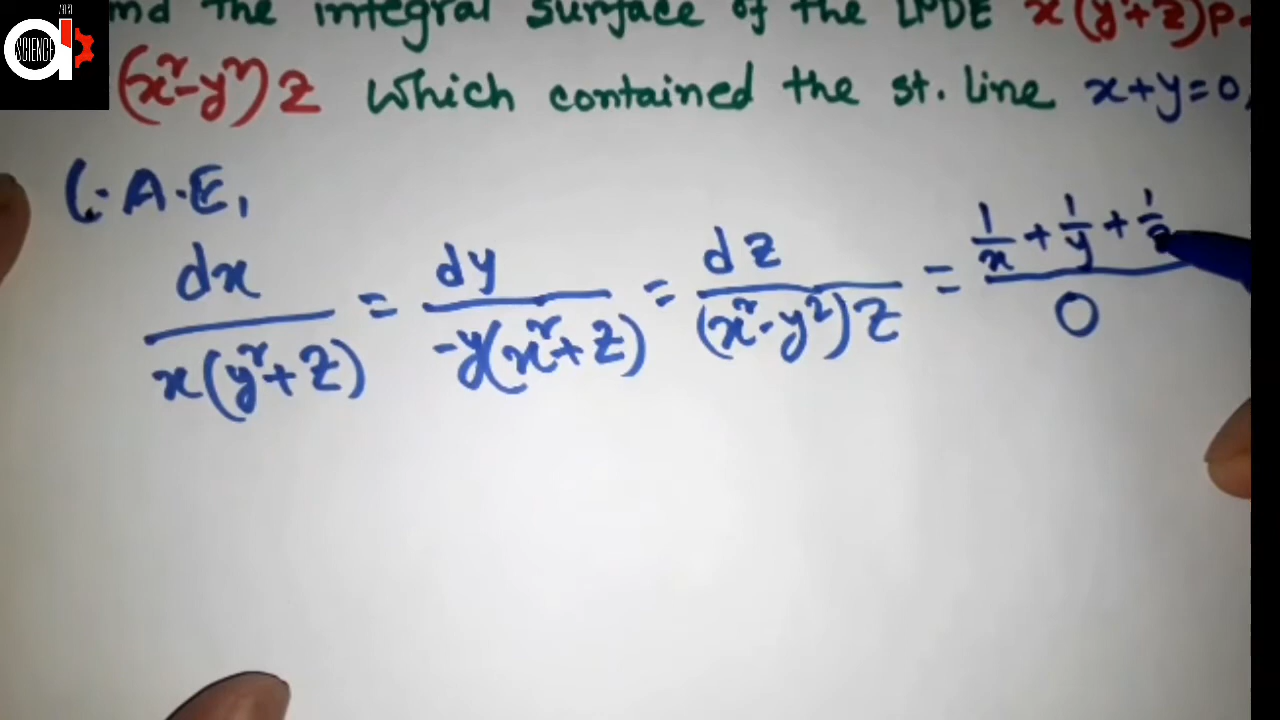 SCIENCE
nd the integral surface of the LPDE x(y²+z)p-
(x²-y²)z which contained the st. line x+y=0,
L.A.E,
dx/x(y²+z) = dy/-y(x²+z) = dz/(x²-y²)z = 1/x + 1/y + 1/z/0